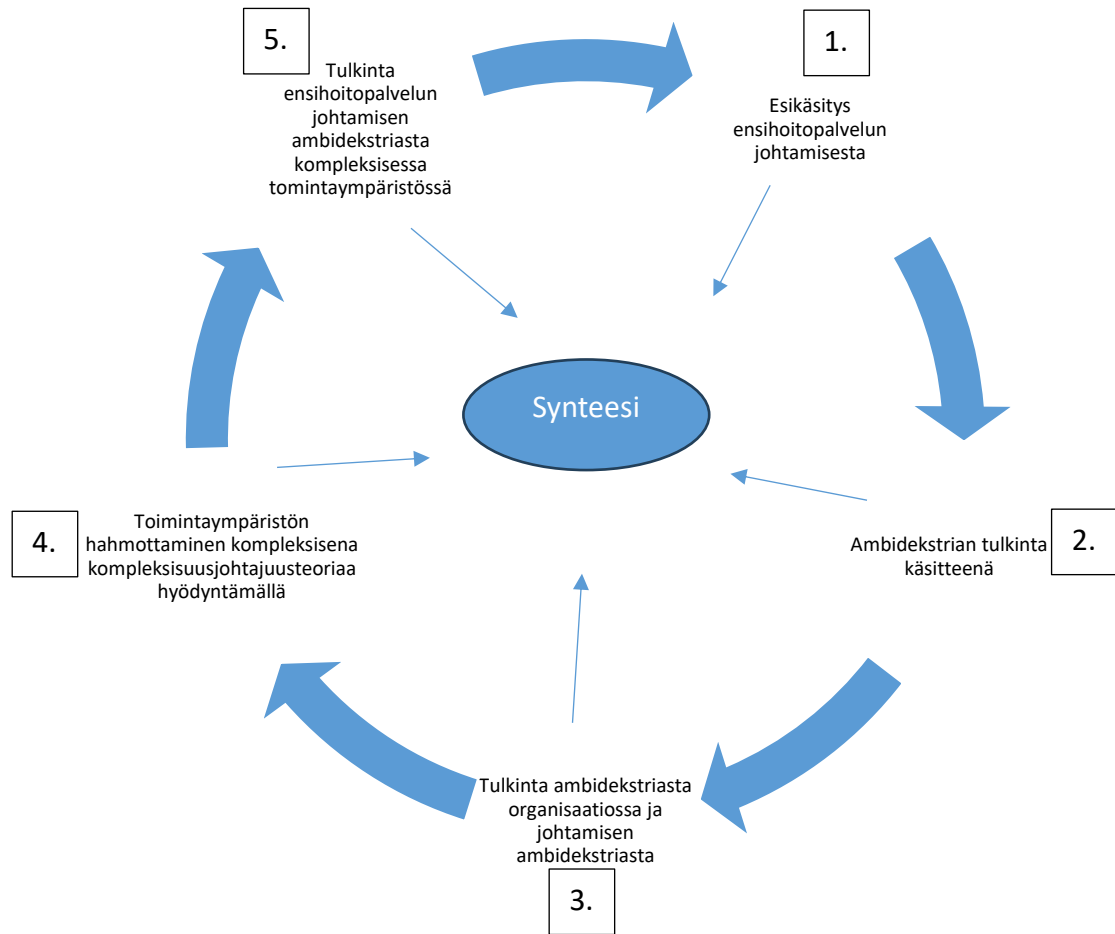 1.
Esikäsitys
ensihoitopalvelun
johtamisesta
2.
Ambidekstrian tulkinta
käsitteenä
3.
Tulkinta ambidekstriasta
organisaatiossa ja
johtamisen
ambidekstriasta
4.
Toimintaympäristön
hahmottaminen kompleksisena
kompleksisuusjohtajuusteoriaa
hyödyntämällä
5.
Tulkinta
ensihoitopalvelun
johtamisen
ambidekstriasta
kompleksisessa
tomintaympäristössä
Synteesi